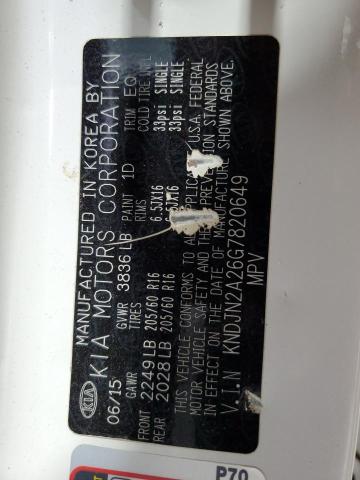 MANUFACTURED IN KOREA BY
KIA KIA MOTORS CORPORATION
06/15 GVWR 3836 LB PAINT 1D TRIM EQ
GAWR TIRES RIMS COLD TIRE INFL
FRONT 2249LB 205/60 R16 6.5JX16 33psi SINGLE
REAR 2028LB 205/60 R16 33psi SINGLE
THIS VEHICLE CONFORMS TO U.S.A. FEDERAL
MOTOR VEHICLE SAFETY AND STANDARDS
IN EFFECT ON THE DATE OF MANUFACTURE SHOWN ABOVE.
V.I.N KNDJN2A26G7820649
MPV
P70